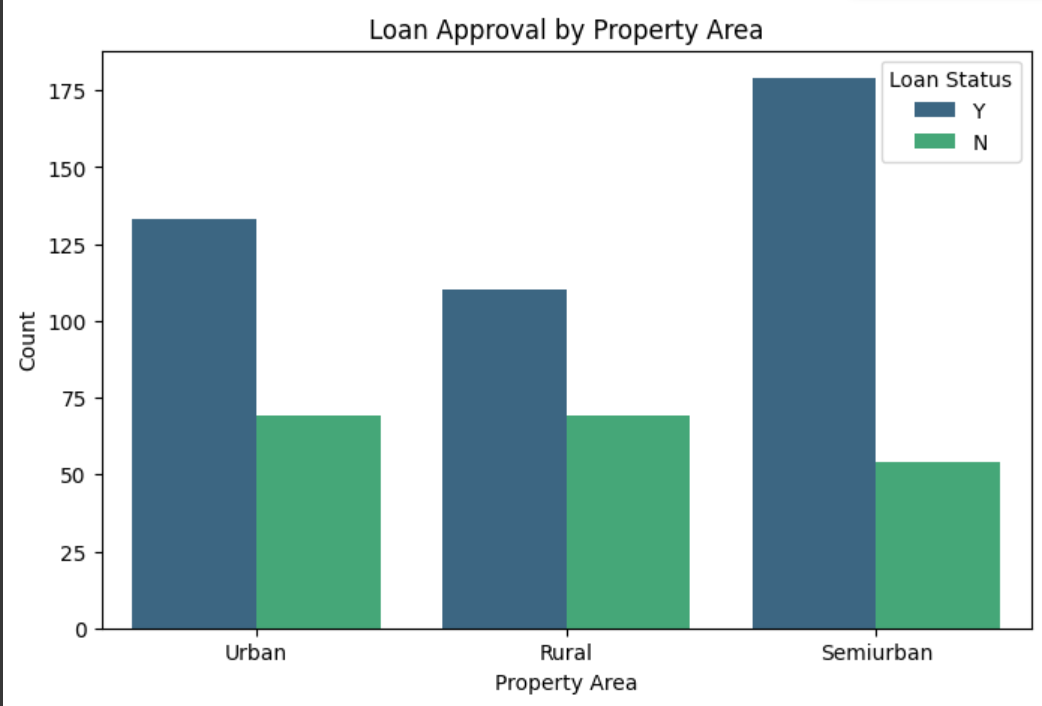 Loan Approval by Property Area
Loan Status
Y
N
175
150
125
100
75
50
25
0
Count
Urban
Rural
Semiurban
Property Area